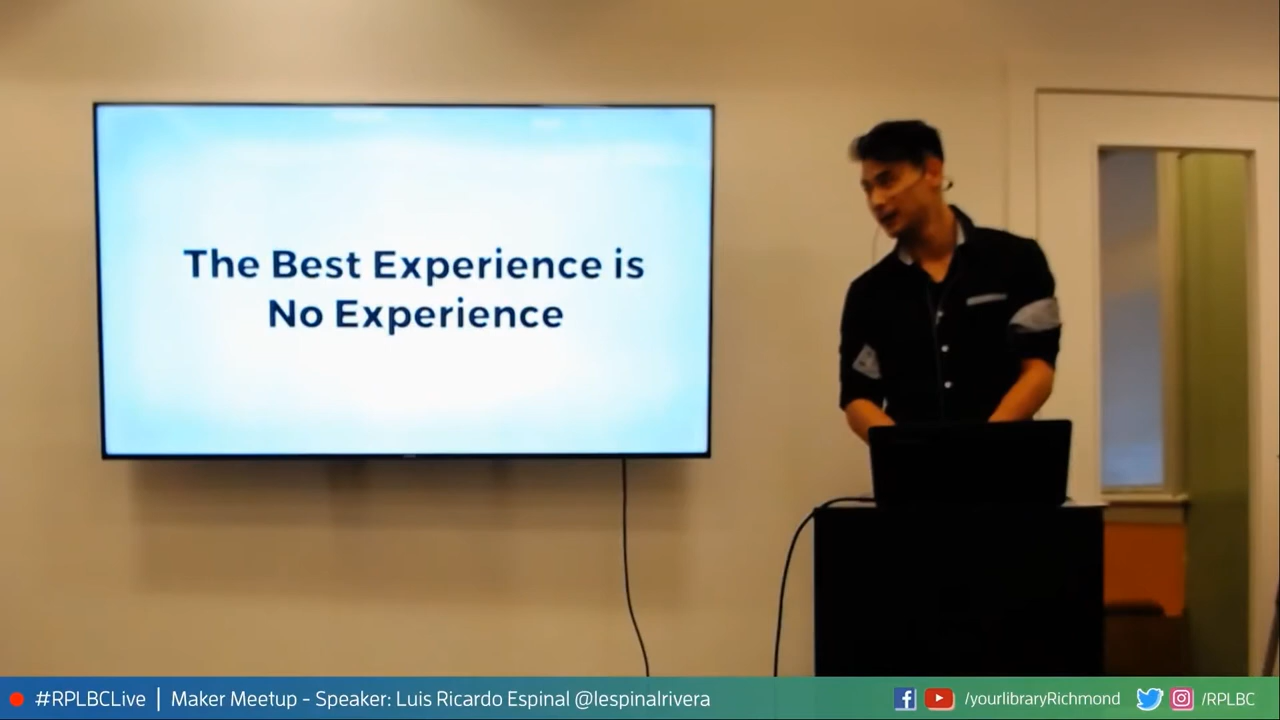 The Best Experience is
No Experience
#RPLBCLive | Maker Meetup - Speaker: Luis Ricardo Espinal @lespinalrivera
/yourlibraryRichmond
/RPLBC